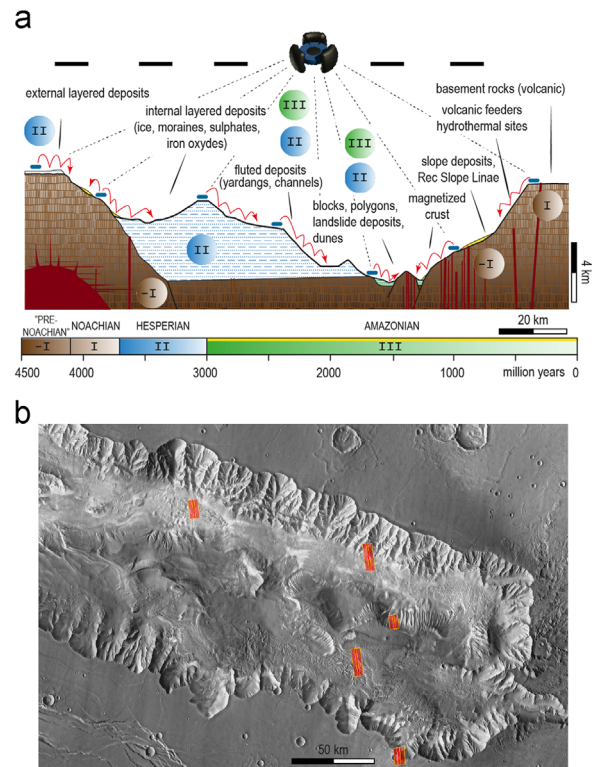 a
basement rocks (volcanic)
external layered deposits
volcanic feeders
hydrothermal sites
internal layered deposits
(ice, moraines, sulphates,
iron oxydes)
III
II
II
III
II
slope deposits,
Rec Slope Linae
fluted deposits
(yardangs, channels)
blocks, polygons,
landslide deposits,
dunes
magnetized
crust
I
II
-I
-I
4 km
20 km
"PRE-
NOACHIAN"
NOACHIAN
HESPERIAN
AMAZONIAN
-I
I
II
III
4500
4000
3000
2000
1000
million years
0
b
50 km